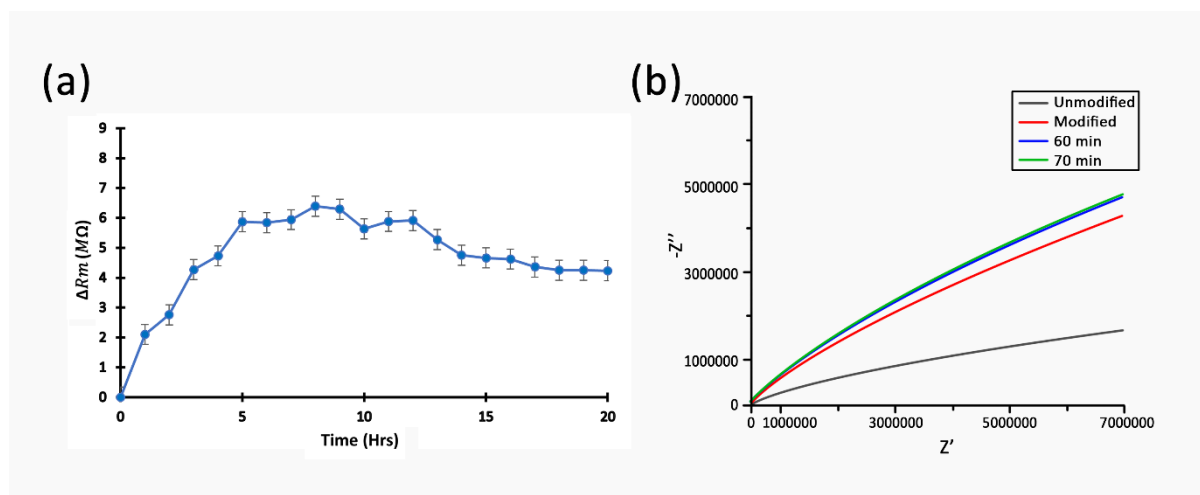 (a)
9
8
7
6
5
4
3
2
1
0
ΔRm (MΩ)
0 5 10 15 20
Time (Hrs)
(b)
7000000
5000000
3000000
1000000
0
-Z''
0 1000000 3000000 5000000 7000000
Z'
Unmodified
Modified
60 min
70 min